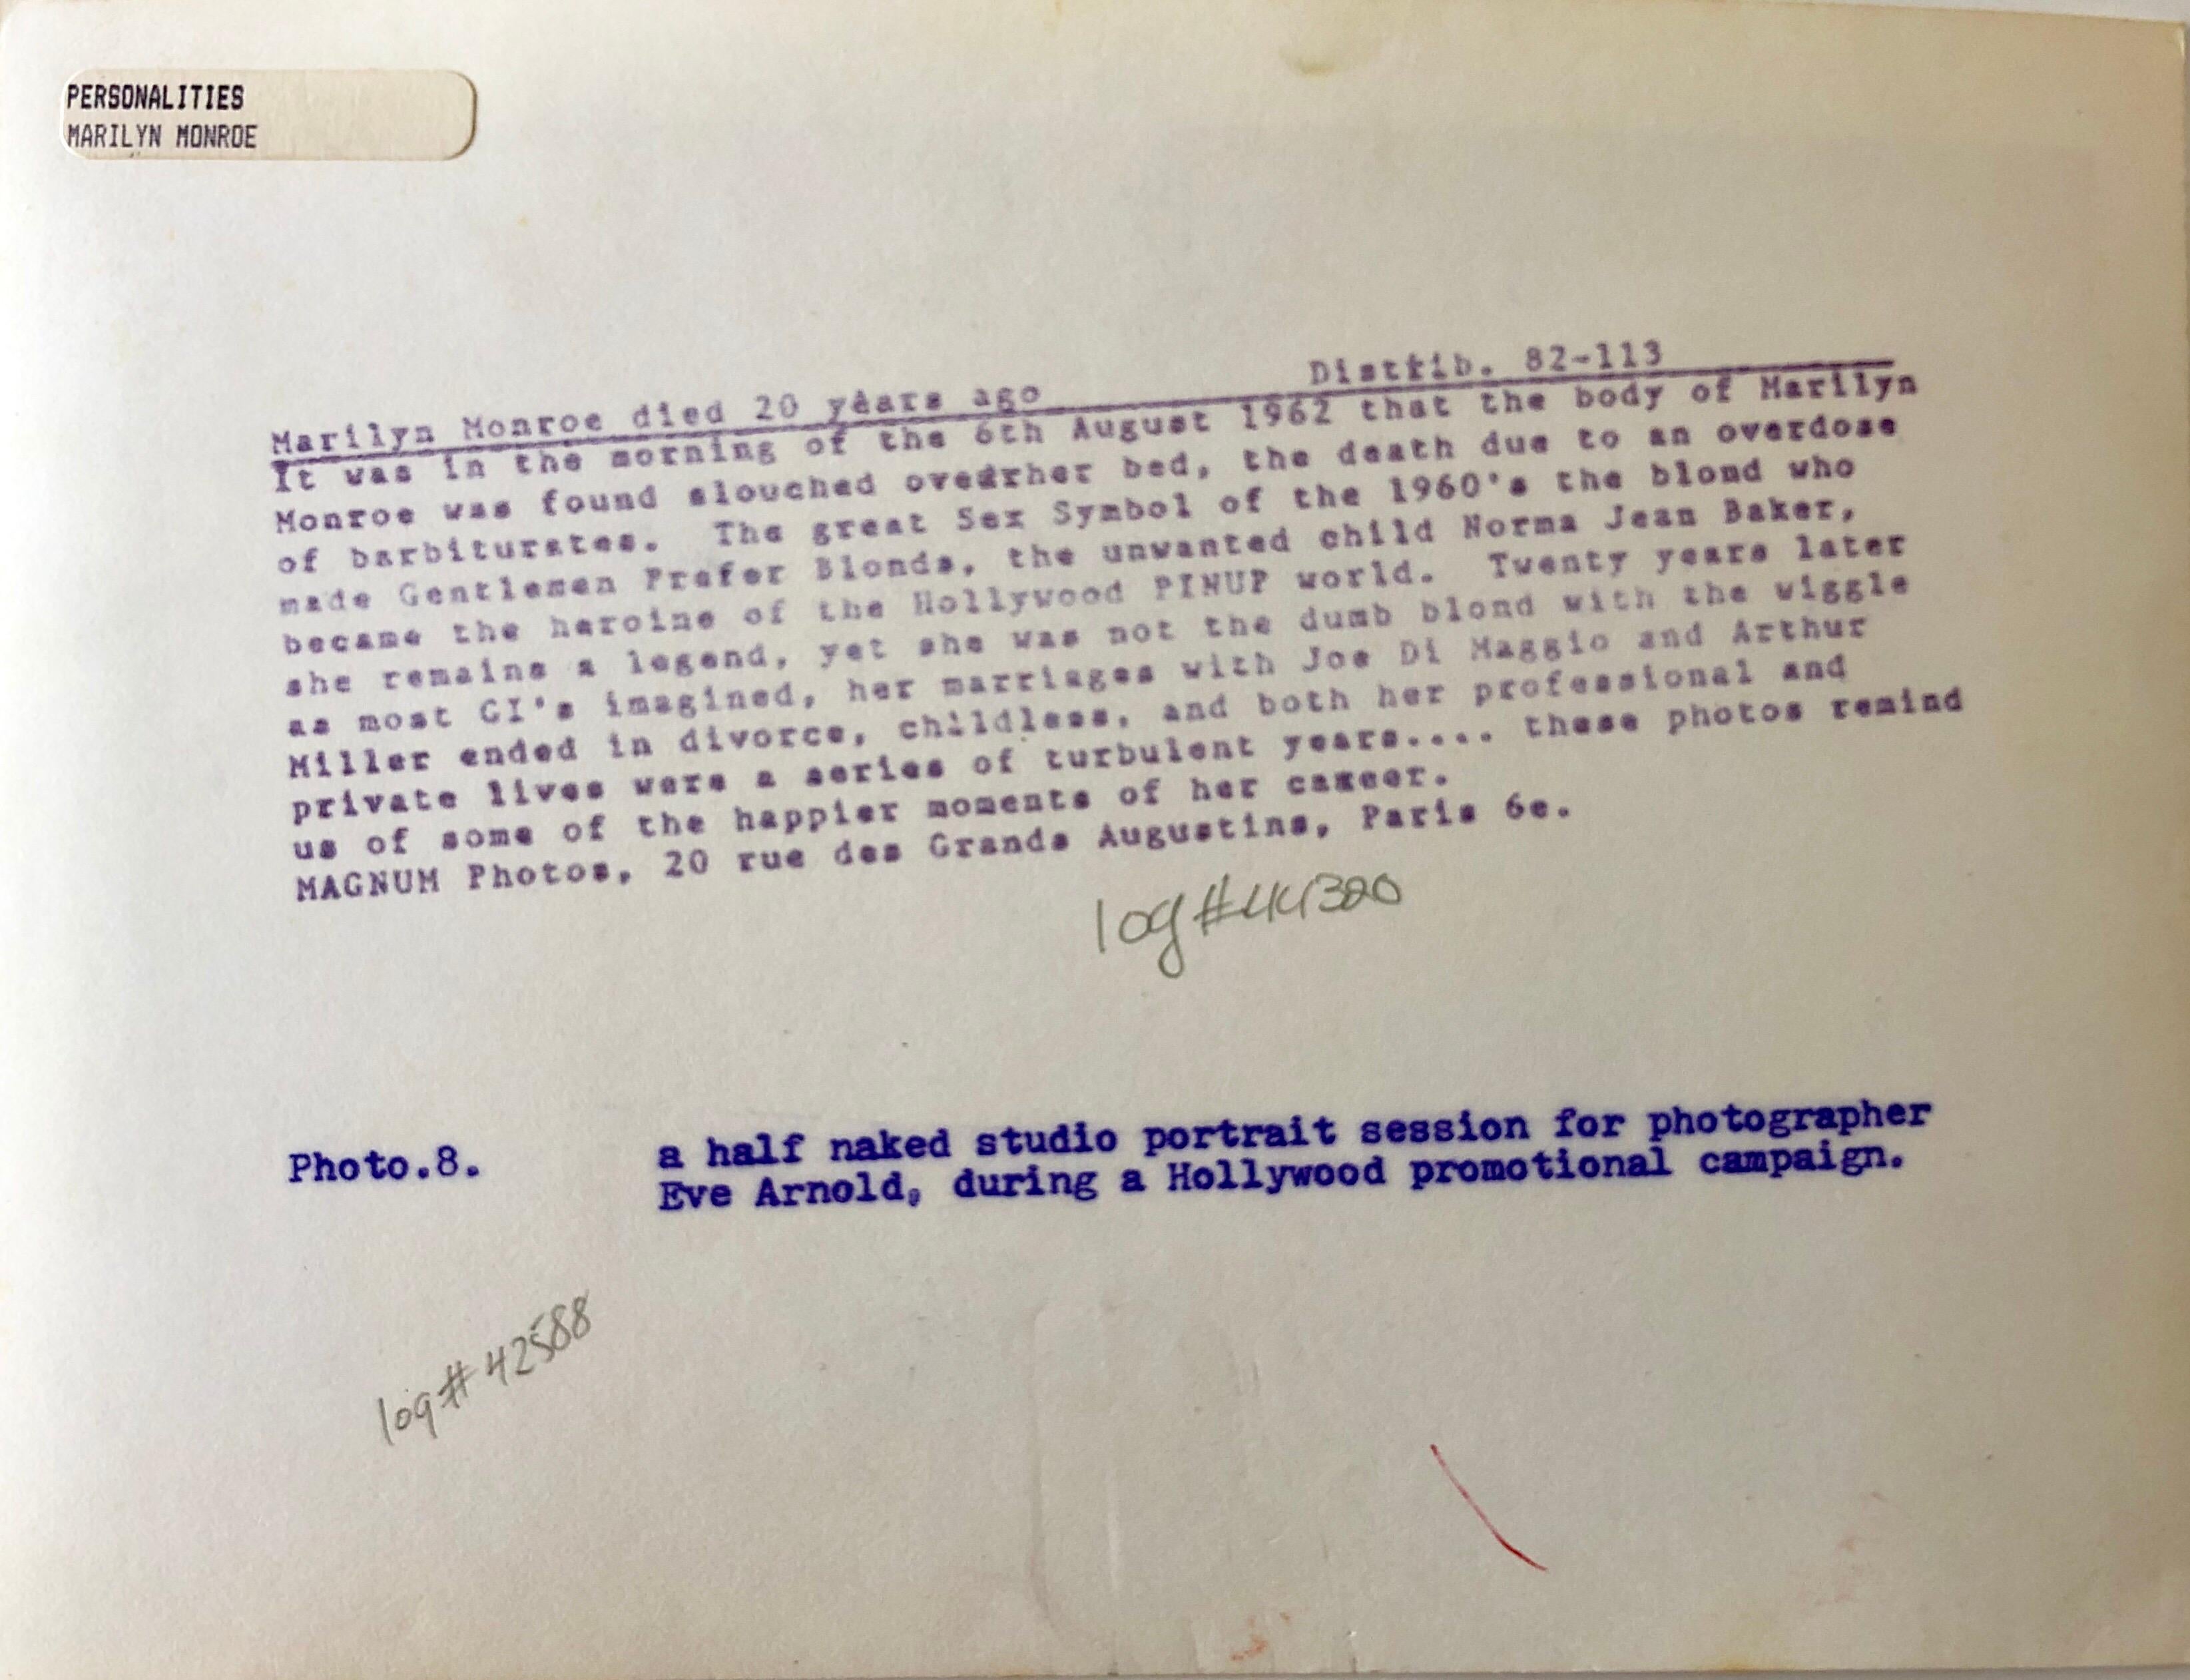 PERSONALITIES
MARILYN MONROE
Distrib. 82-113
Marilyn Monroe died 20 years ago
It was in the morning of the 6th August 1962 that the body of Marilyn
Monroe was found slouched over her bed, the death due to an overdose
of barbiturates. The great Sex Symbol of the 1960's the blond who
made Gentlemen Prefer Blonds, the unwanted child Norma Jean Baker,
became the heroine of the Hollywood PINUP world. Twenty years later
she remains a legend, yet she was not the dumb blond with the wiggle
as most GI's imagined, her marriages with Joe Di Maggio and Arthur
Miller ended in divorce, childless, and both her professional and
private lives were a series of turbulent years.... these photos remind
us of some of the happier moments of her career.
MAGNUM Photos, 20 rue des Grands Augustins, Paris 6e.
log #44320
Photo.8. a half naked studio portrait session for photographer
Eve Arnold, during a Hollywood promotional campaign.
log # 42588